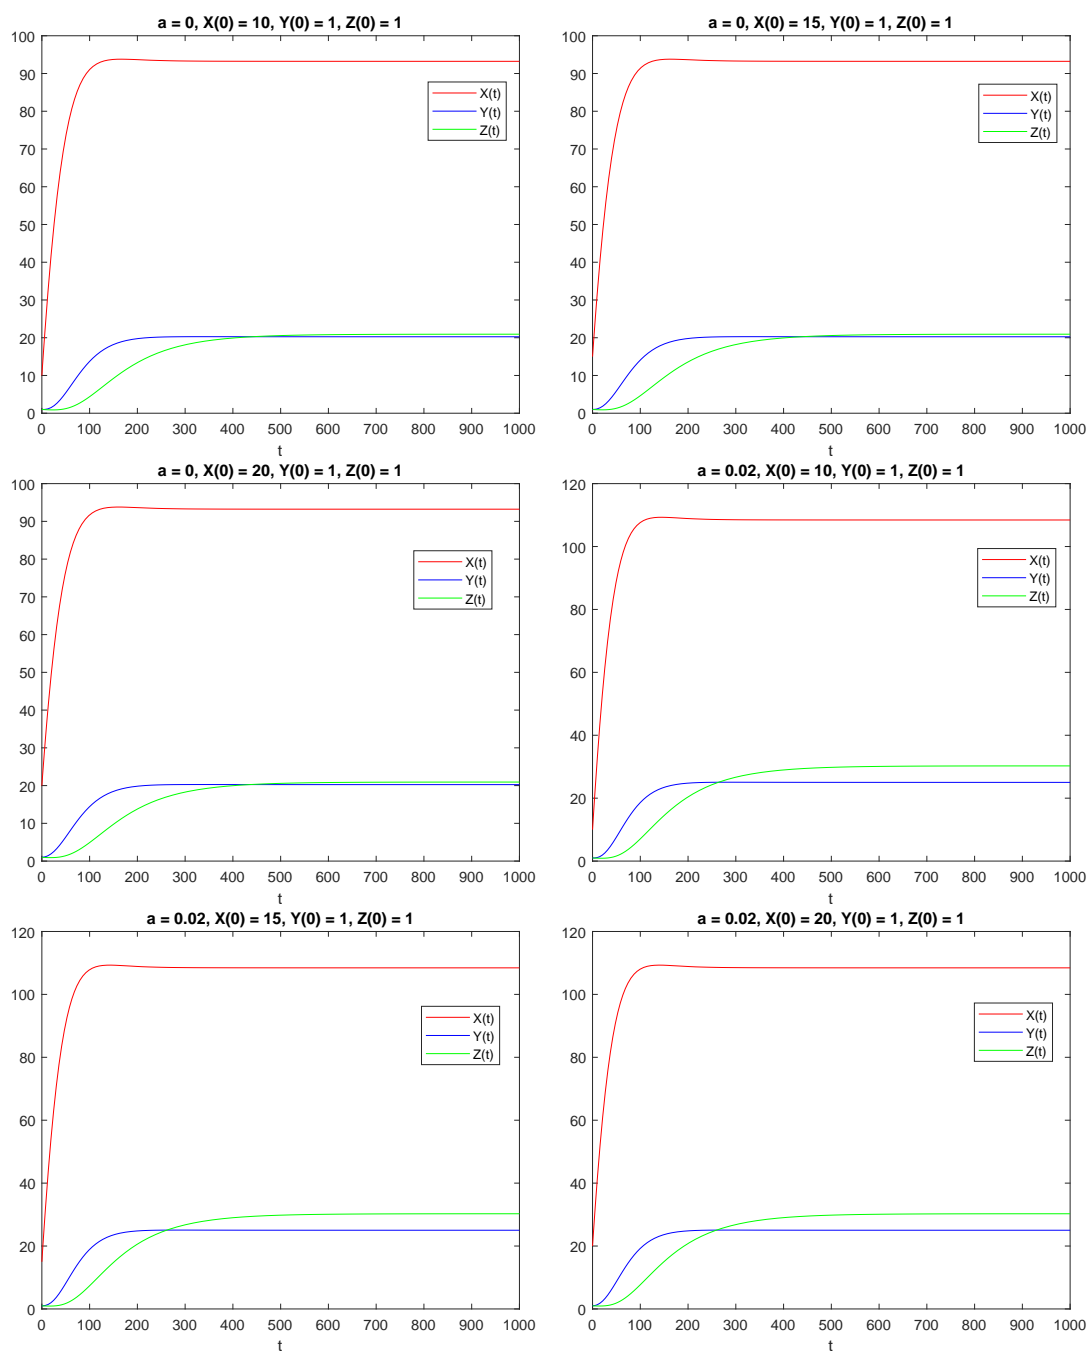 a = 0, X(0) = 10, Y(0) = 1, Z(0) = 1
100
90
80
70
60
50
40
30
20
10
0
X(t)
Y(t)
Z(t)
0 100 200 300 400 500 600 700 800 900 1000
t
a = 0, X(0) = 15, Y(0) = 1, Z(0) = 1
100
90
80
70
60
50
40
30
20
10
0
X(t)
Y(t)
Z(t)
0 100 200 300 400 500 600 700 800 900 1000
t
a = 0, X(0) = 20, Y(0) = 1, Z(0) = 1
100
90
80
70
60
50
40
30
20
10
0
X(t)
Y(t)
Z(t)
0 100 200 300 400 500 600 700 800 900 1000
t
a = 0.02, X(0) = 10, Y(0) = 1, Z(0) = 1
120
100
80
60
40
20
0
X(t)
Y(t)
Z(t)
0 100 200 300 400 500 600 700 800 900 1000
t
a = 0.02, X(0) = 15, Y(0) = 1, Z(0) = 1
120
100
80
60
40
20
0
X(t)
Y(t)
Z(t)
0 100 200 300 400 500 600 700 800 900 1000
t
a = 0.02, X(0) = 20, Y(0) = 1, Z(0) = 1
120
100
80
60
40
20
0
X(t)
Y(t)
Z(t)
0 100 200 300 400 500 600 700 800 900 1000
t